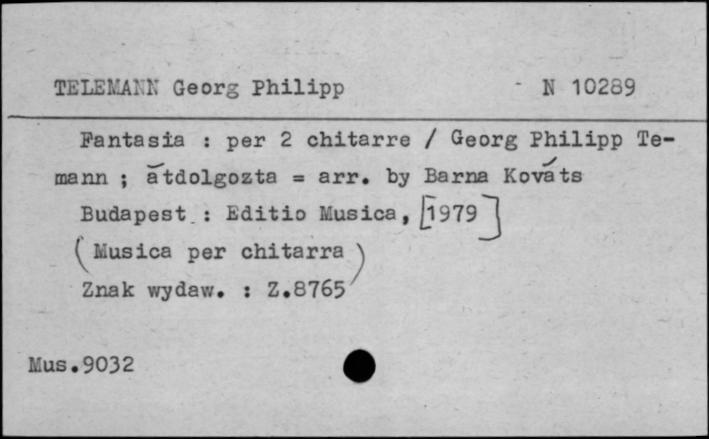 TELEMANN Georg Philipp - N 10289
Fantasia : per 2 chitarre / Georg Philipp Te-
mann ; átdolgozta = arr. by Barna Kováts
Budapest : Editio Musica, [1979]
(Musica per chitarra)
Znak wydaw. : Z.8765
Mus.9032